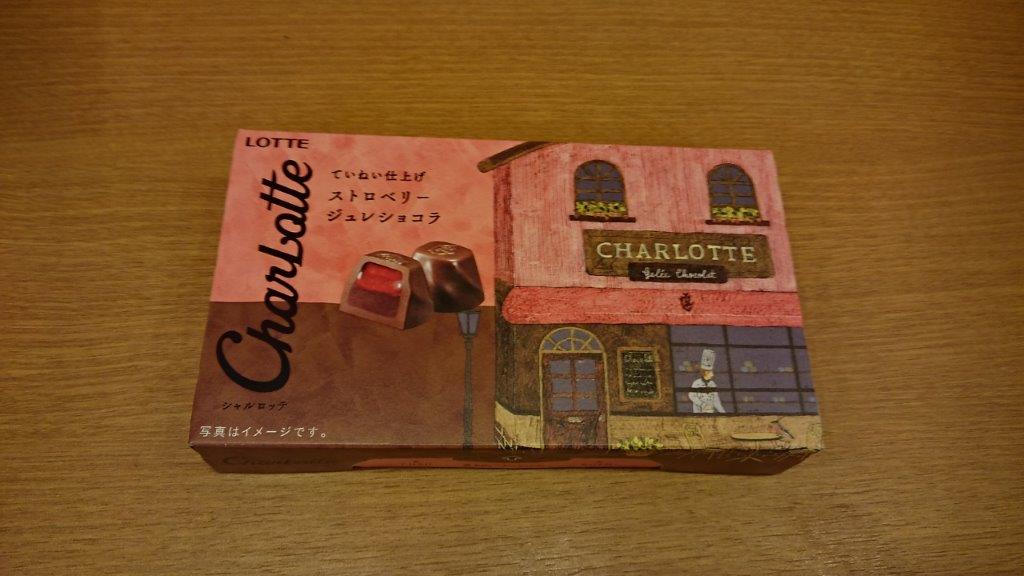 LOTTE
Charlotte
シャルロッテ
ていねい仕上げ
ストロベリー
ジュレショコラ
写真はイメージです。
CHARLOTTE
Gelée Chocolat